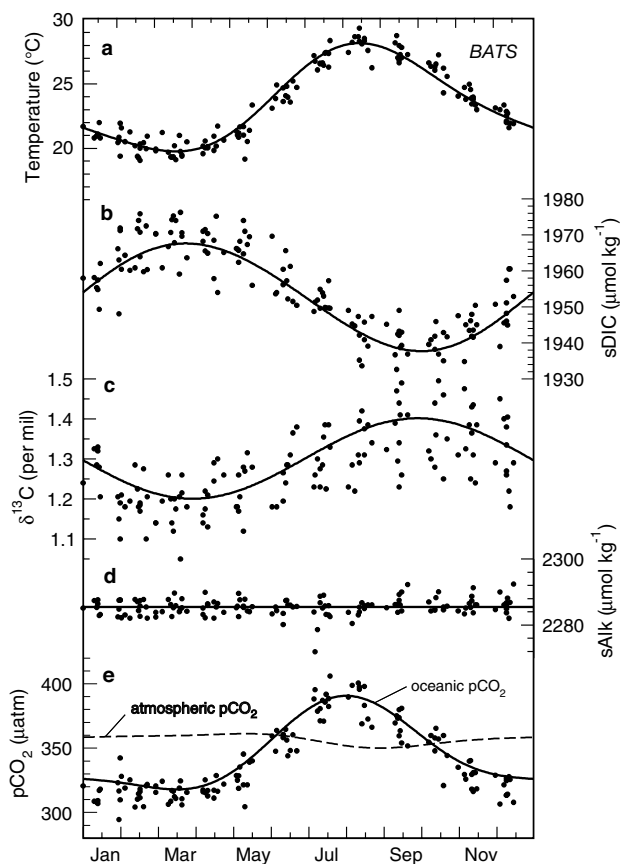 a
BATS
Temperature (°C)
30
25
20
b
sDIC (μmol kg⁻¹)
1980
1970
1960
1950
1940
1930
c
δ¹³C (per mil)
1.5
1.4
1.3
1.2
1.1
d
sAlk (μmol kg⁻¹)
2300
2280
e
pCO₂ (μatm)
400
350
300
atmospheric pCO₂
oceanic pCO₂
Jan Mar May Jul Sep Nov